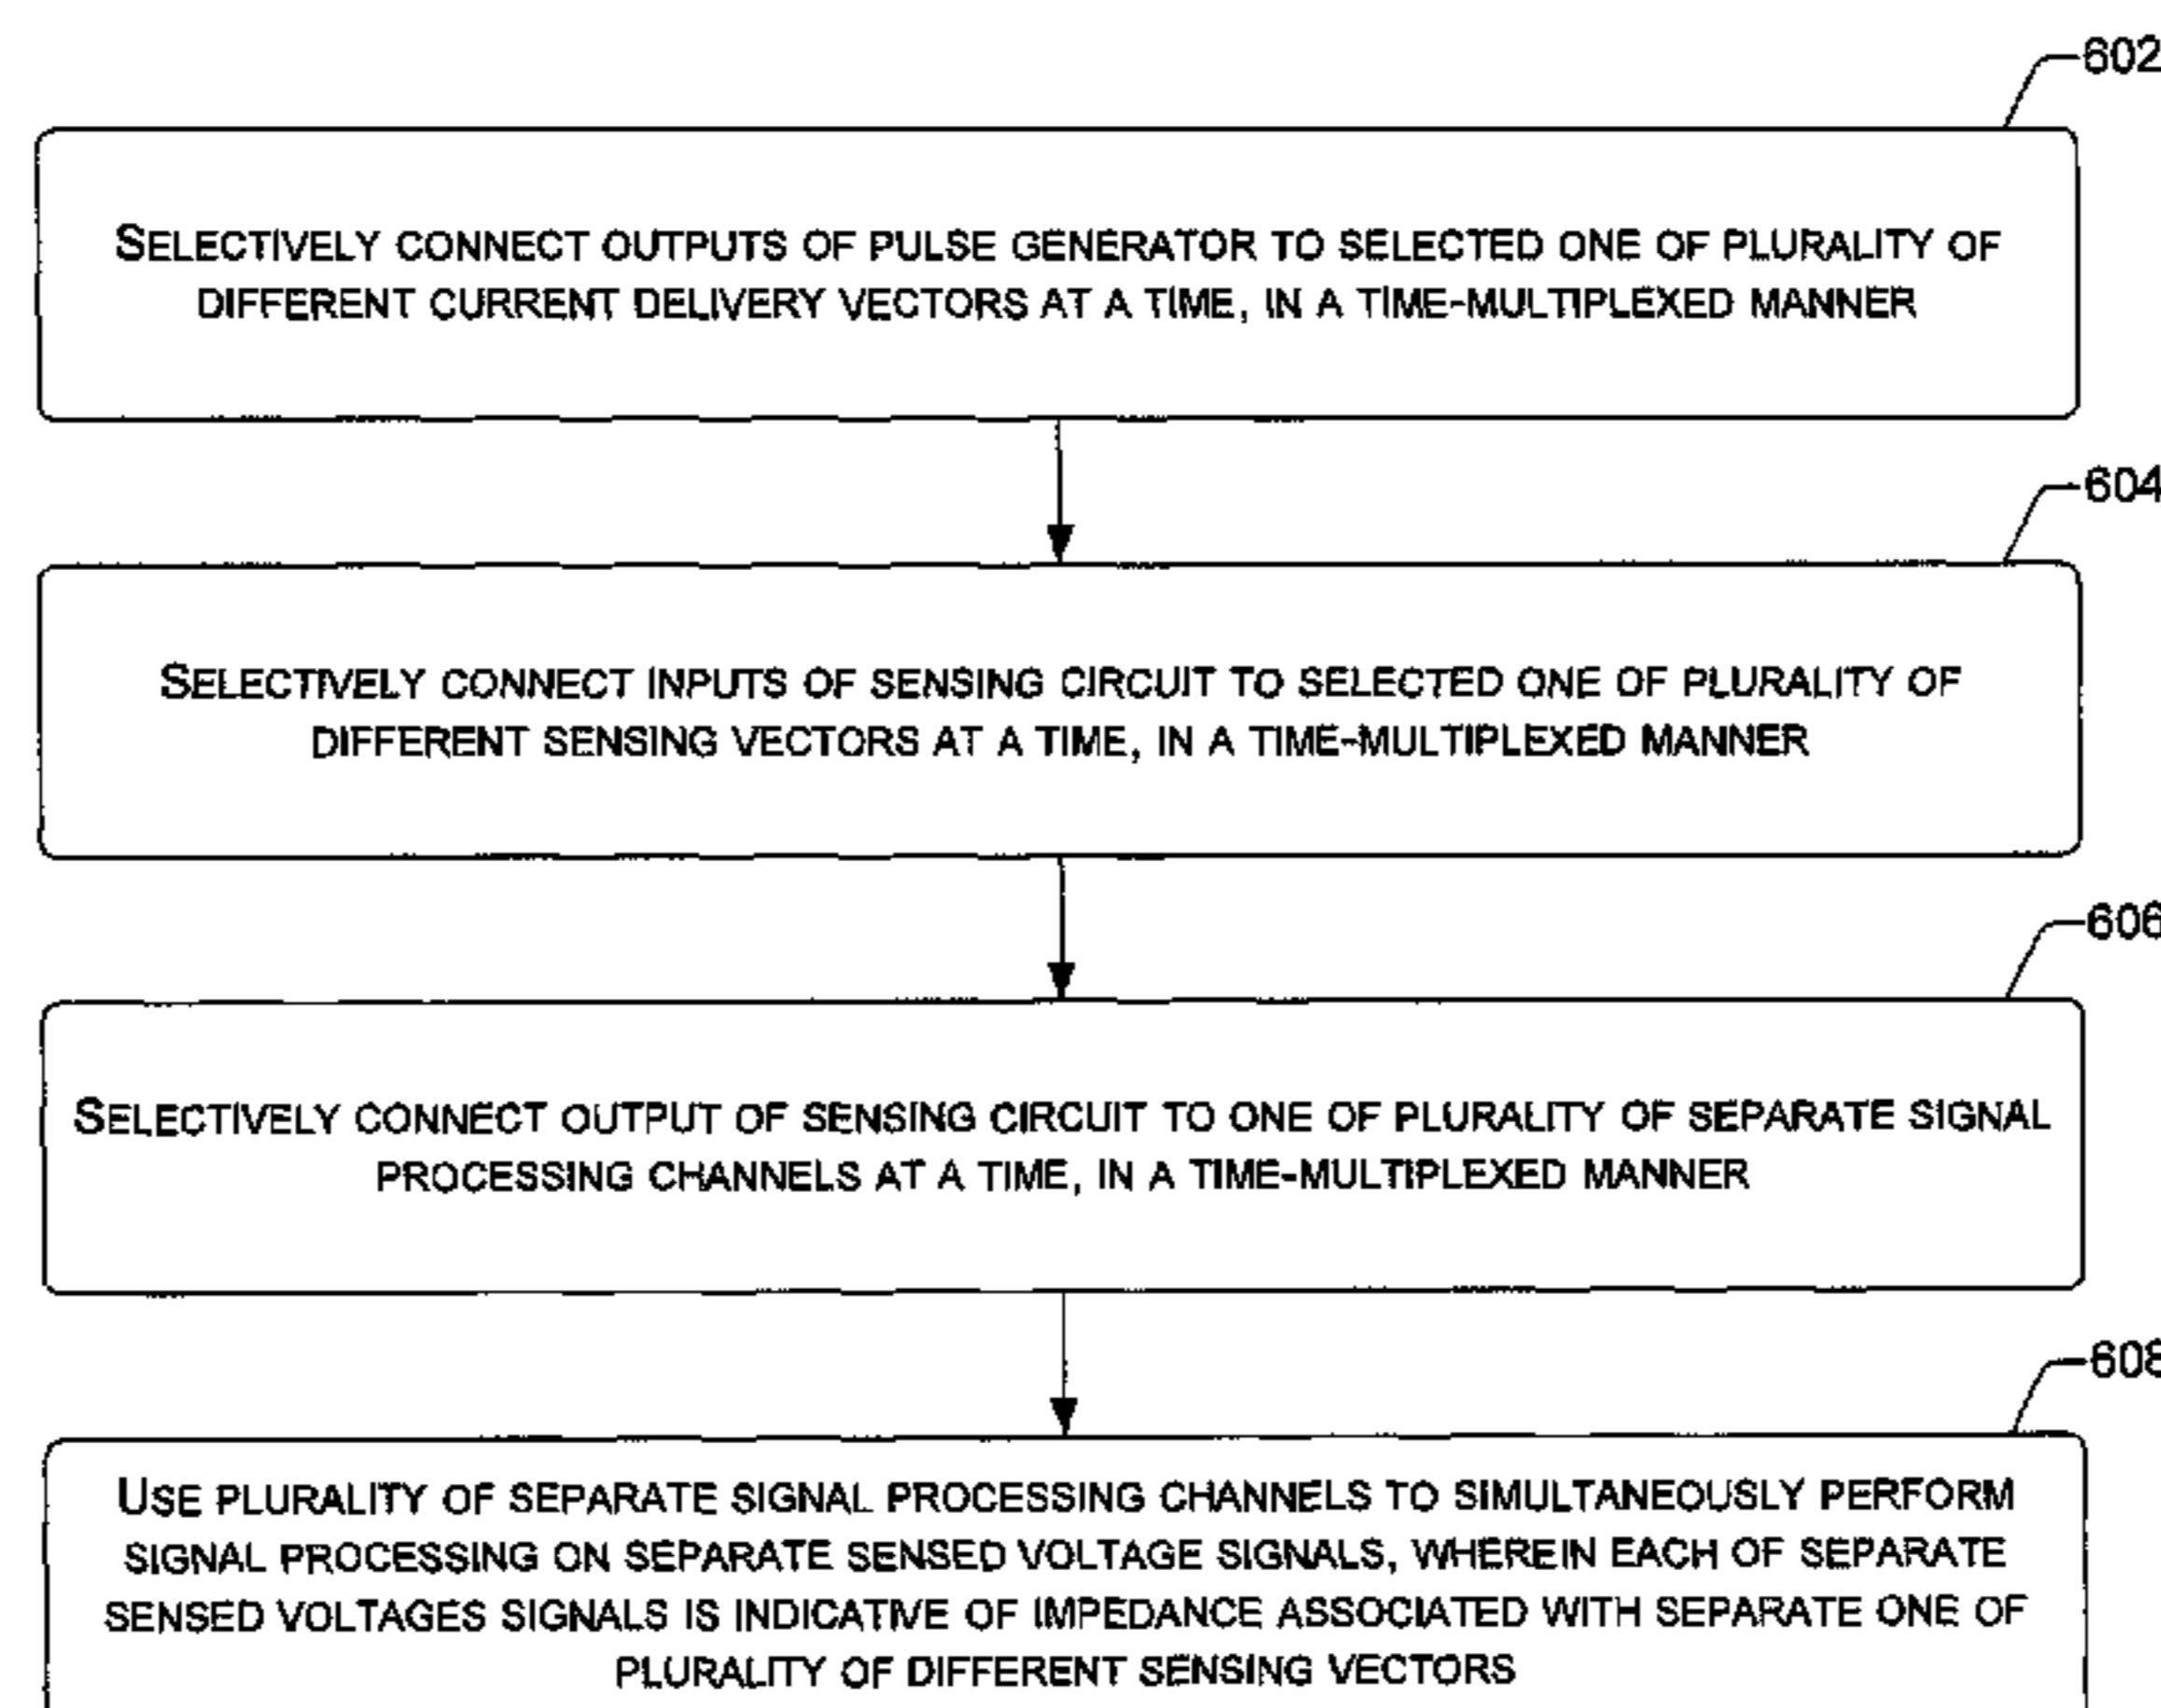 602
SELECTIVELY CONNECT OUTPUTS OF PULSE GENERATOR TO SELECTED ONE OF PLURALITY OF
DIFFERENT CURRENT DELIVERY VECTORS AT A TIME, IN A TIME-MULTIPLEXED MANNER
604
SELECTIVELY CONNECT INPUTS OF SENSING CIRCUIT TO SELECTED ONE OF PLURALITY OF
DIFFERENT SENSING VECTORS AT A TIME, IN A TIME-MULTIPLEXED MANNER
606
SELECTIVELY CONNECT OUTPUT OF SENSING CIRCUIT TO ONE OF PLURALITY OF SEPARATE SIGNAL
PROCESSING CHANNELS AT A TIME, IN A TIME-MULTIPLEXED MANNER
608
USE PLURALITY OF SEPARATE SIGNAL PROCESSING CHANNELS TO SIMULTANEOUSLY PERFORM
SIGNAL PROCESSING ON SEPARATE SENSED VOLTAGE SIGNALS, WHEREIN EACH OF SEPARATE
SENSED VOLTAGES SIGNALS IS INDICATIVE OF IMPEDANCE ASSOCIATED WITH SEPARATE ONE OF
PLURALITY OF DIFFERENT SENSING VECTORS